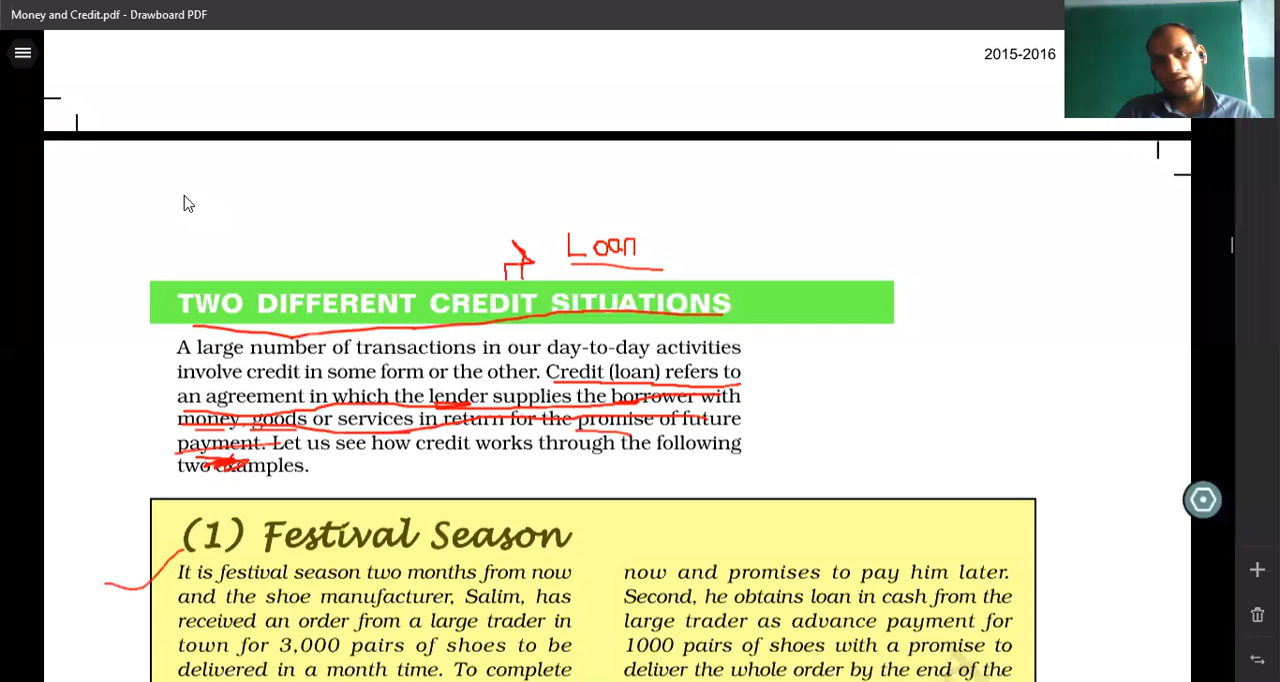 Money and Credit.pdf - Drawboard PDF
2015-2016
Loan
TWO DIFFERENT CREDIT SITUATIONS
A large number of transactions in our day-to-day activities
involve credit in some form or the other. Credit (loan) refers to
an agreement in which the lender supplies the borrower with
money, goods or services in return for the promise of future
payment. Let us see how credit works through the following
two examples.
(1) Festival Season
It is festival season two months from now
and the shoe manufacturer, Salim, has
received an order from a large trader in
town for 3,000 pairs of shoes to be
delivered in a month time. To complete
now and promises to pay him later.
Second, he obtains loan in cash from the
large trader as advance payment for
1000 pairs of shoes with a promise to
deliver the whole order by the end of the